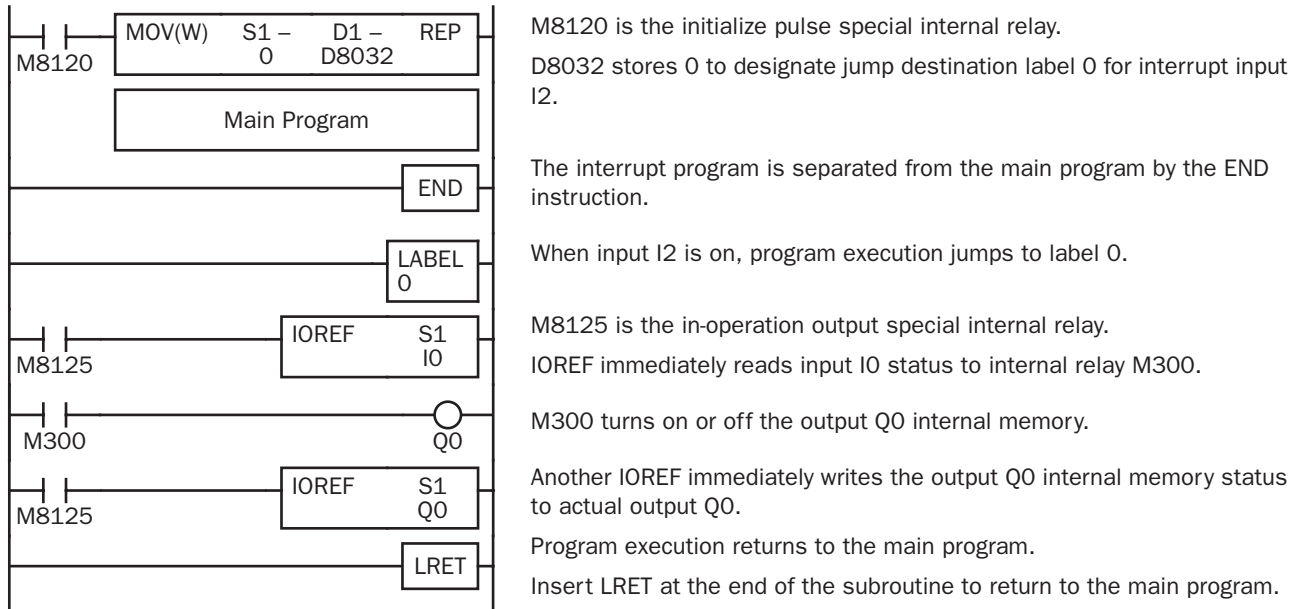 MOV(W) S1 – D1 – REP
0 D8032
M8120
Main Program
END
LABEL
0
IOREF S1
I0
M8125
M300
Q0
IOREF S1
Q0
M8125
LRET
M8120 is the initialize pulse special internal relay.
D8032 stores 0 to designate jump destination label 0 for interrupt input
I2.
The interrupt program is separated from the main program by the END
instruction.
When input I2 is on, program execution jumps to label 0.
M8125 is the in-operation output special internal relay.
IOREF immediately reads input I0 status to internal relay M300.
M300 turns on or off the output Q0 internal memory.
Another IOREF immediately writes the output Q0 internal memory status
to actual output Q0.
Program execution returns to the main program.
Insert LRET at the end of the subroutine to return to the main program.